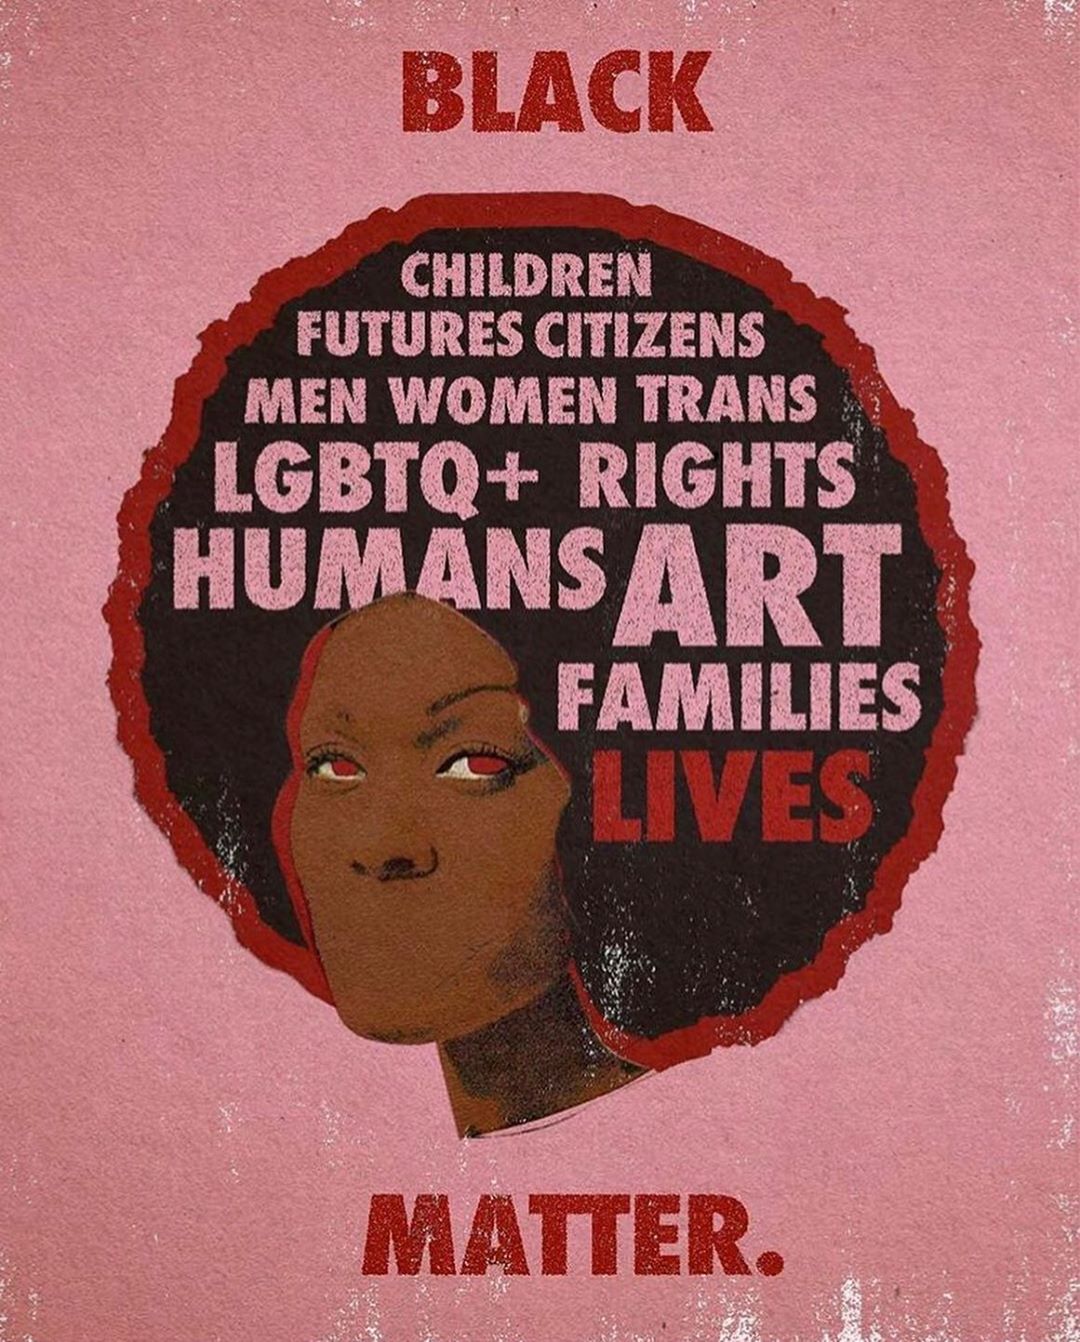 BLACK
CHILDREN
FUTURES CITIZENS
MEN WOMEN TRANS
LGBTQ+ RIGHTS
HUMANS ART
FAMILIES
LIVES
MATTER.